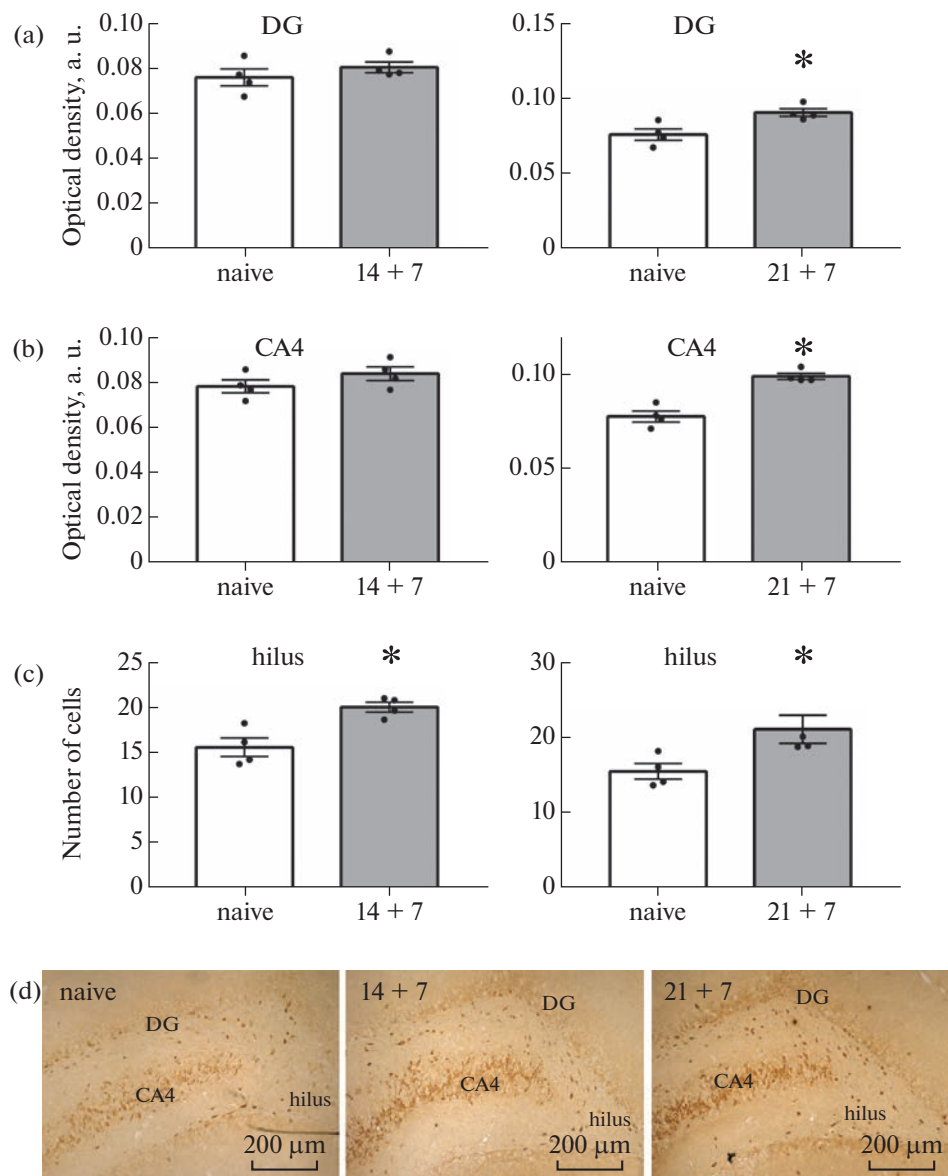 (a)
DG
Optical density, a. u.
0.10
0.08
0.06
0.04
0.02
0
naive
14 + 7
DG
0.15
0.10
0.05
0
*
naive
21 + 7
(b)
CA4
Optical density, a. u.
0.10
0.08
0.06
0.04
0.02
0
naive
14 + 7
CA4
0.10
0.05
0
*
naive
21 + 7
(c)
hilus
Number of cells
25
20
15
10
5
0
*
naive
14 + 7
hilus
30
20
10
0
*
naive
21 + 7
(d)
naive
DG
CA4
hilus
200 μm
14 + 7
DG
CA4
hilus
200 μm
21 + 7
DG
CA4
hilus
200 μm